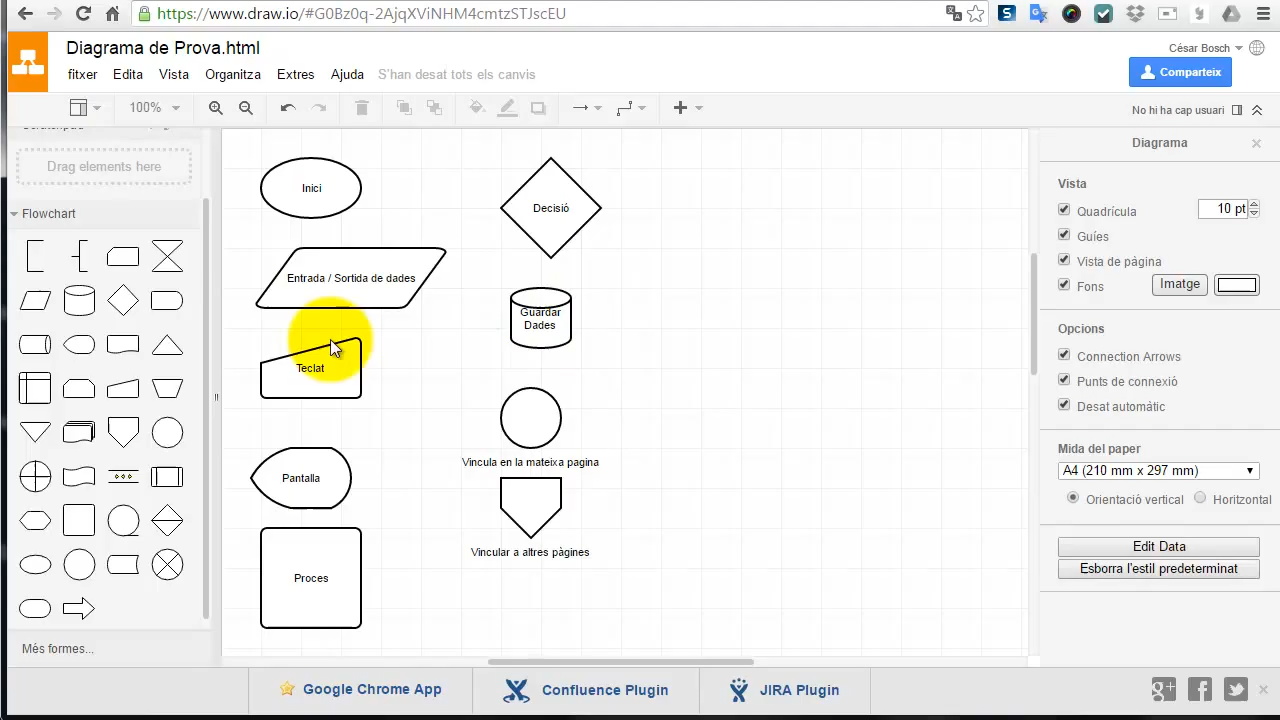 https://www.draw.io/#G0Bz0q-2AjqXViNHM4cmtzSTJscEU
Diagrama de Prova.html
César Bosch
fitxer Edita Vista Organitza Extres Ajuda S'han desat tots els canvis
Comparteix
100%
No hi ha cap usuari
Drag elements here
Flowchart
Més formes...
Inici
Entrada / Sortida de dades
Teclat
Pantalla
Proces
Decisió
Guardar
Dades
Vincula en la mateixa pagina
Vincular a altres pàgines
Diagrama
Vista
Quadrícula 10 pt
Guíes
Vista de página
Fons Imatge
Opcions
Connection Arrows
Punts de connexió
Desat automàtic
Mida del paper
A4 (210 mm x 297 mm)
Orientació vertical Horitzontal
Edit Data
Esborra l'estil predeterminat
Google Chrome App
Confluence Plugin
JIRA Plugin